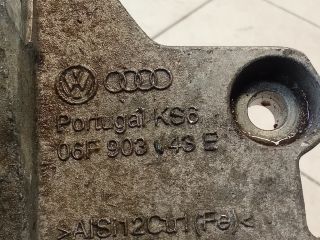 Portugal KS6
06F 903 143 E
>AlSi12Cu1(Fe)<